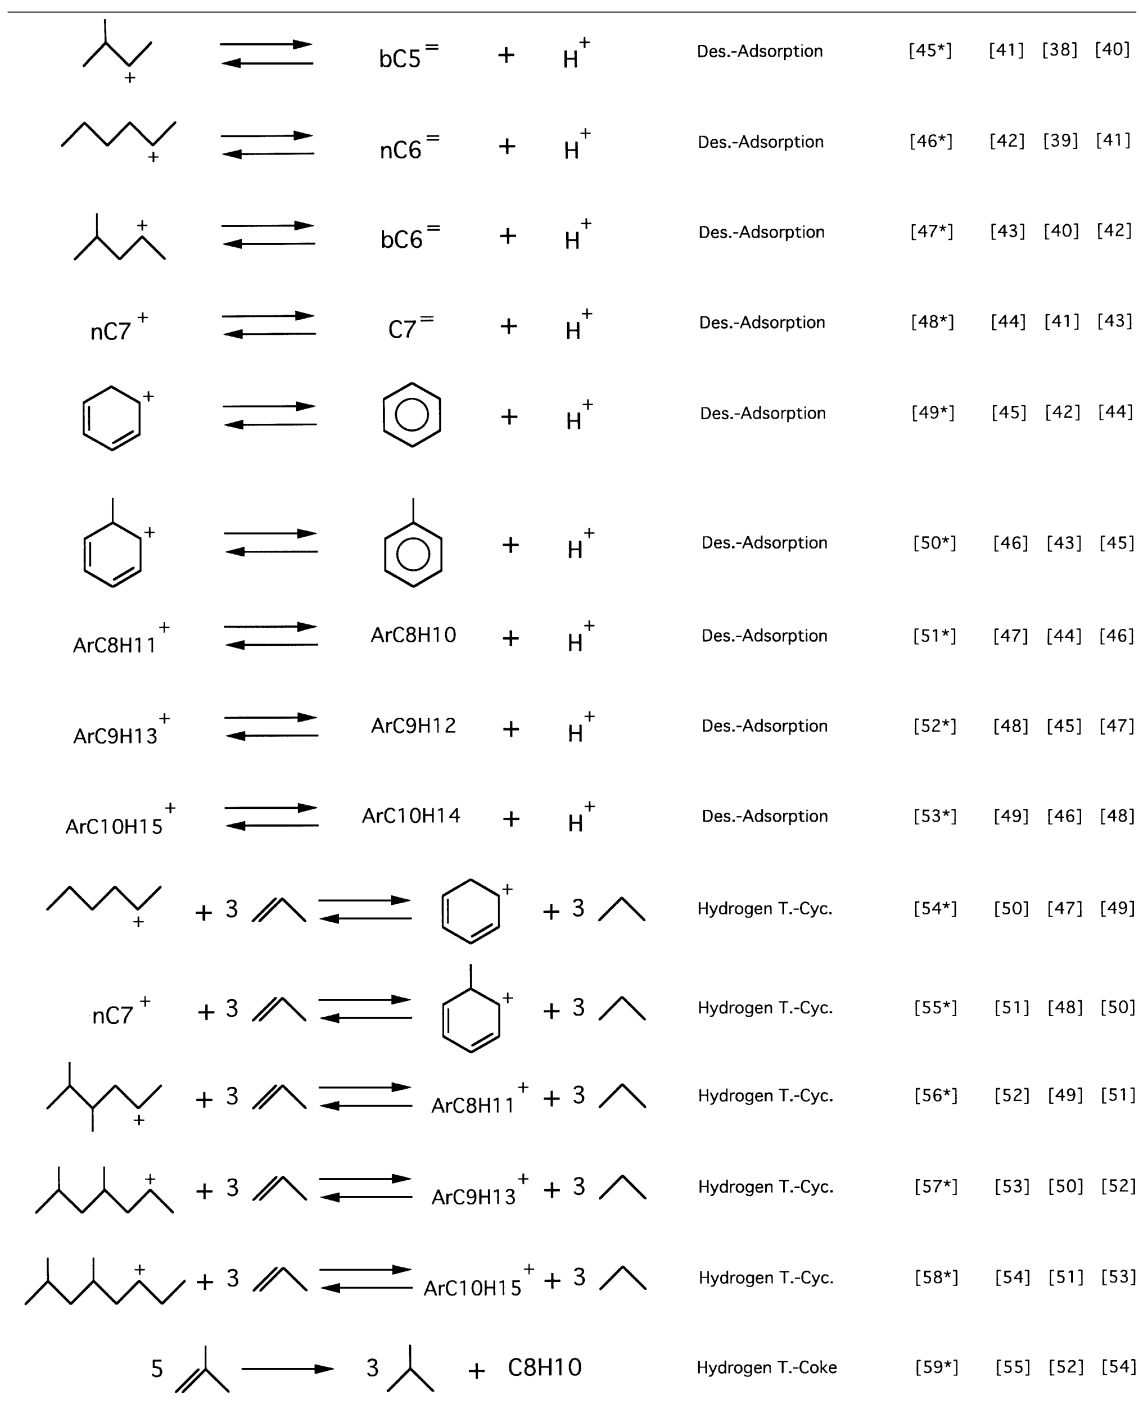 + bC5= + H+ Des.-Adsorption [45*] [41] [38] [40]
+ nC6= + H+ Des.-Adsorption [46*] [42] [39] [41]
+ bC6= + H+ Des.-Adsorption [47*] [43] [40] [42]
nC7+ C7= + H+ Des.-Adsorption [48*] [44] [41] [43]
+ + H+ Des.-Adsorption [49*] [45] [42] [44]
+ + H+ Des.-Adsorption [50*] [46] [43] [45]
ArC8H11+ ArC8H10 + H+ Des.-Adsorption [51*] [47] [44] [46]
ArC9H13+ ArC9H12 + H+ Des.-Adsorption [52*] [48] [45] [47]
ArC10H15+ ArC10H14 + H+ Des.-Adsorption [53*] [49] [46] [48]
+ + 3 + + 3 Hydrogen T.-Cyc. [54*] [50] [47] [49]
nC7+ + 3 + + 3 Hydrogen T.-Cyc. [55*] [51] [48] [50]
+ + 3 ArC8H11+ + 3 Hydrogen T.-Cyc. [56*] [52] [49] [51]
+ + 3 ArC9H13+ + 3 Hydrogen T.-Cyc. [57*] [53] [50] [52]
+ + 3 ArC10H15+ + 3 Hydrogen T.-Cyc. [58*] [54] [51] [53]
5 3 + C8H10 Hydrogen T.-Coke [59*] [55] [52] [54]